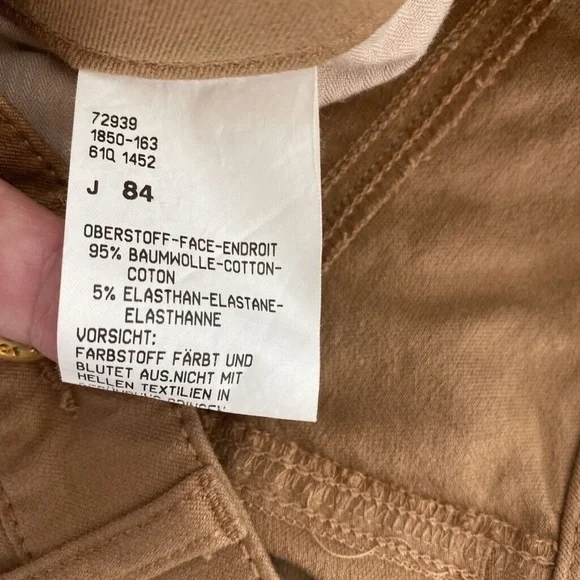 72939
1850-163
61Q 1452
J 84
OBERSTOFF-FACE-ENDROIT
95% BAUMWOLLE-COTTON-
COTON
5% ELASTHAN-ELASTANE-
ELASTHANNE
VORSICHT:
FARBSTOFF FÄRBT UND
BLUTET AUS.NICHT MIT
HELLEN TEXTILIEN IN